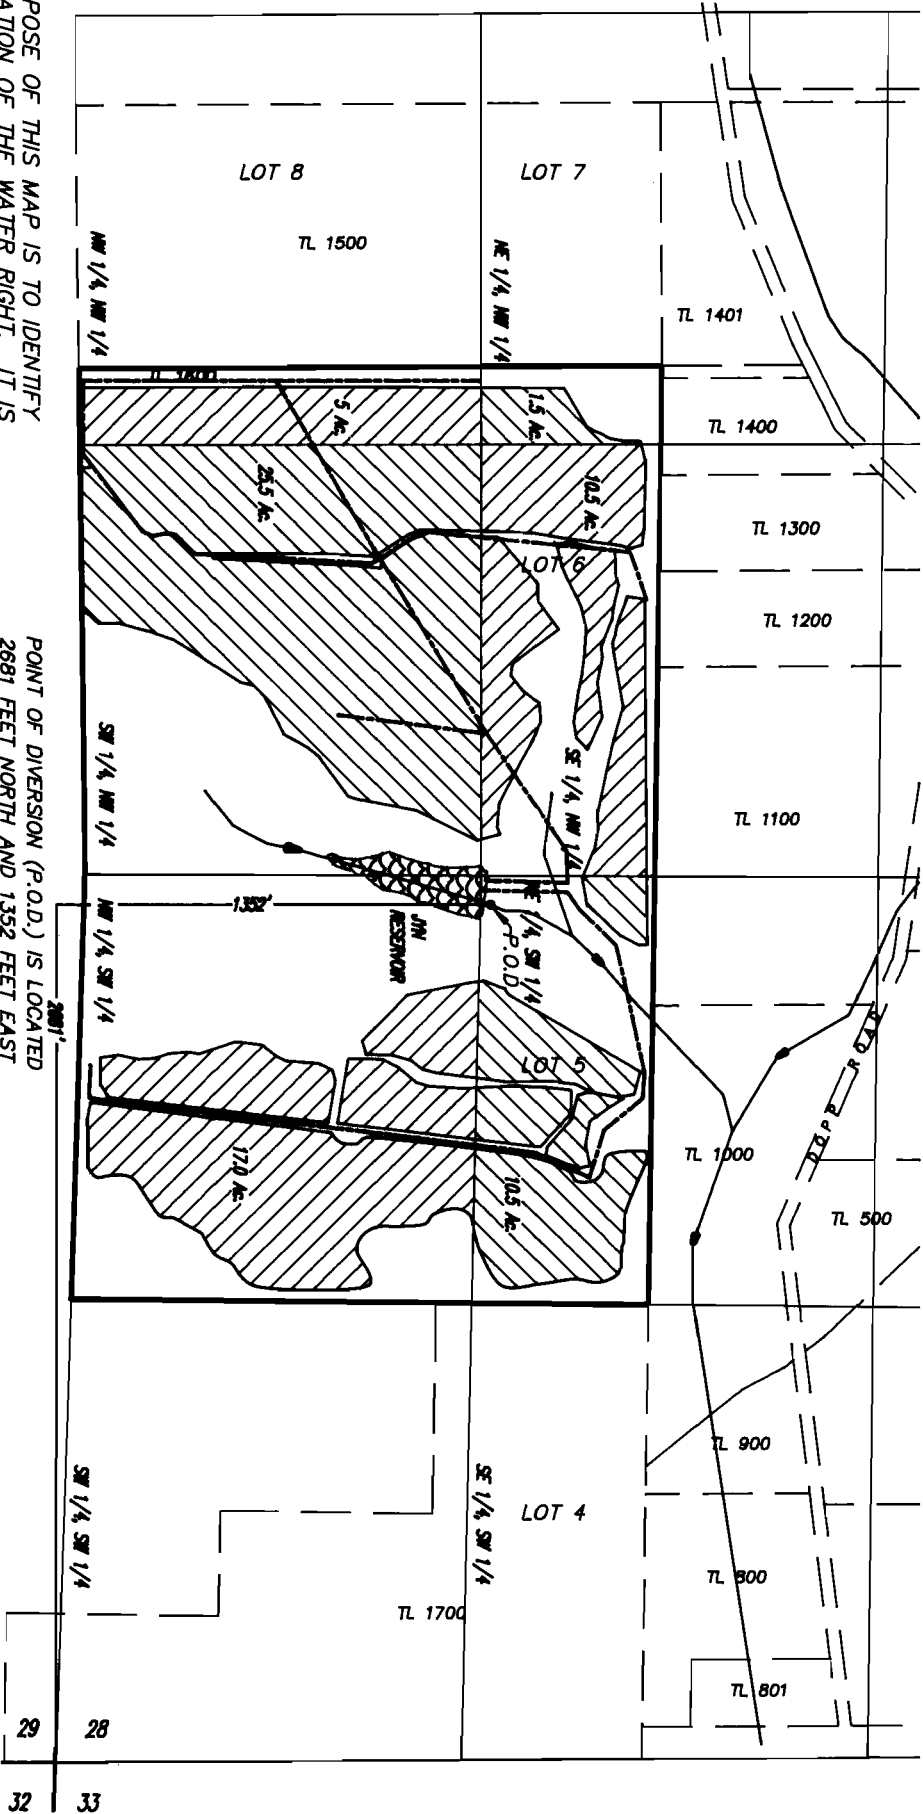 POSE OF THIS MAP IS TO IDENTIFY
ATION OF THE WATER RIGHT. IT IS
POINT OF DIVERSION (P.O.D.) IS LOCATED
2681 FEET NORTH AND 1352 FEET EAST
LOT 8
LOT 7
TL 1500
NW 1/4, NW 1/4
NE 1/4, NW 1/4
TL 1401
TL 1600
5 Ac.
1.5 Ac.
TL 1400
25.5 Ac.
10.5 Ac.
TL 1300
LOT 6
TL 1200
SW 1/4, NW 1/4
SE 1/4, NW 1/4
TL 1100
1352'
JYN
RESERVOIR
P.O.D.
NW 1/4, SW 1/4
NE 1/4, SW 1/4
2681'
DOPP ROAD
LOT 5
TL 1000
17.0 Ac.
10.5 Ac.
TL 500
TL 900
SW 1/4, SW 1/4
SE 1/4, SW 1/4
LOT 4
TL 800
TL 1700
TL 801
29 28
32 33